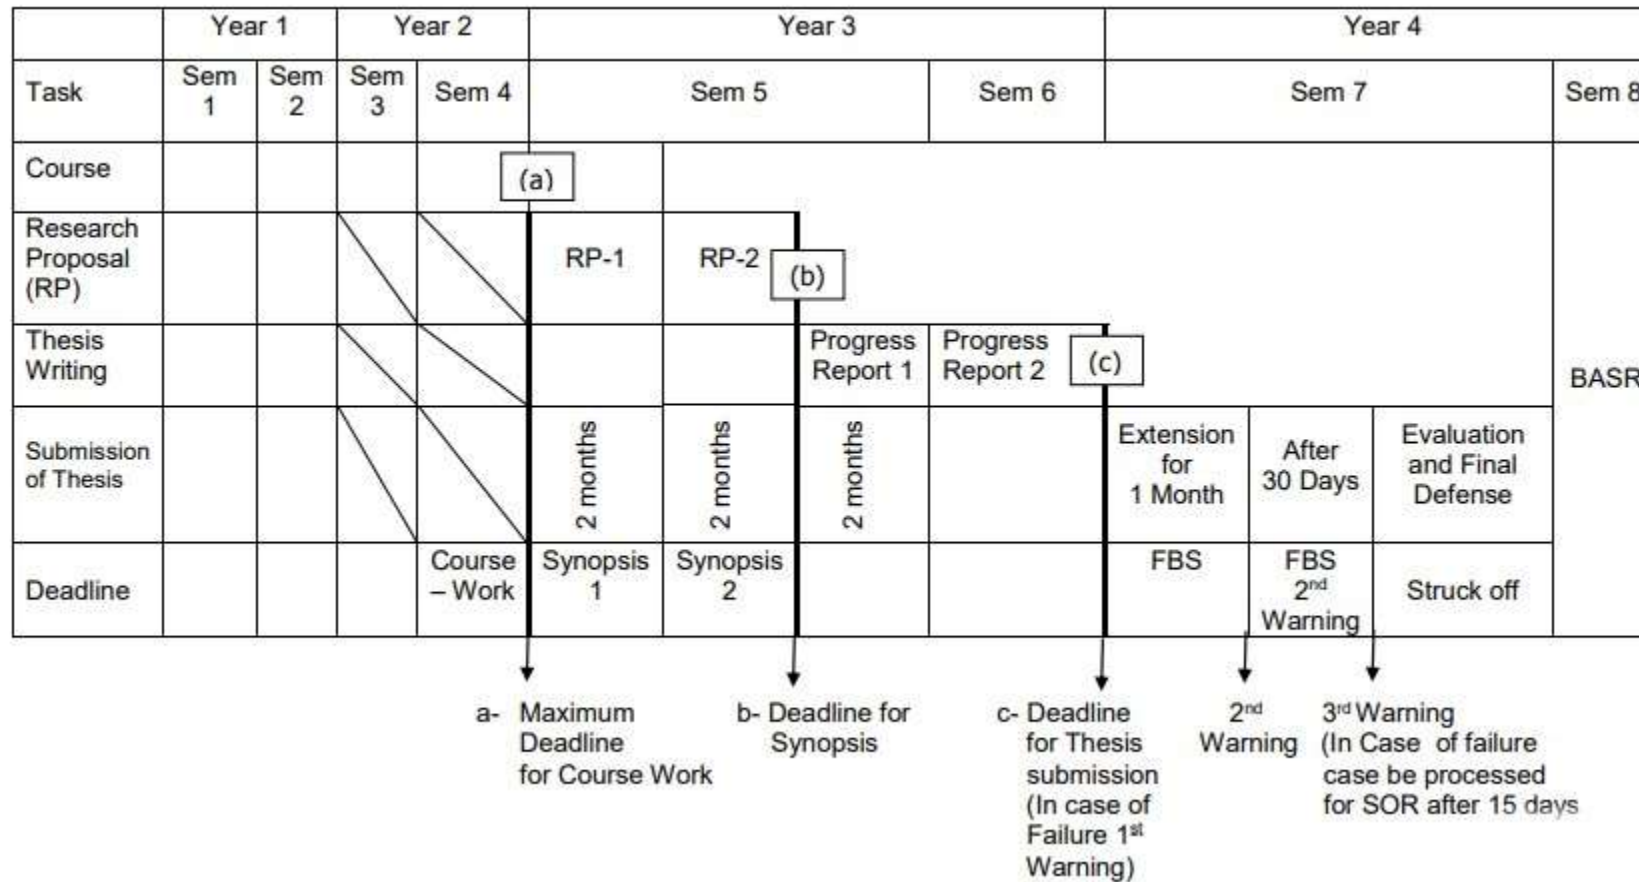 Year 1 Year 2 Year 3 Year 4
Task Sem 1 Sem 2 Sem 3 Sem 4 Sem 5 Sem 6 Sem 7 Sem 8
Course
(a)
Research
Proposal
(RP)
RP-1 RP-2
(b)
Thesis
Writing
Progress
Report 1
Progress
Report 2
(c)
BASR
Submission
of Thesis
2 months
2 months
2 months
Extension
for
1 Month
After
30 Days
Evaluation
and Final
Defense
Deadline
Course
– Work
Synopsis
1
Synopsis
2
FBS
FBS
2nd
Warning
Struck off
a- Maximum
Deadline
for Course Work
b- Deadline for
Synopsis
c- Deadline
for Thesis
submission
(In case of
Failure 1st
Warning)
2nd
Warning
3rd Warning
(In Case of failure
case be processed
for SOR after 15 days